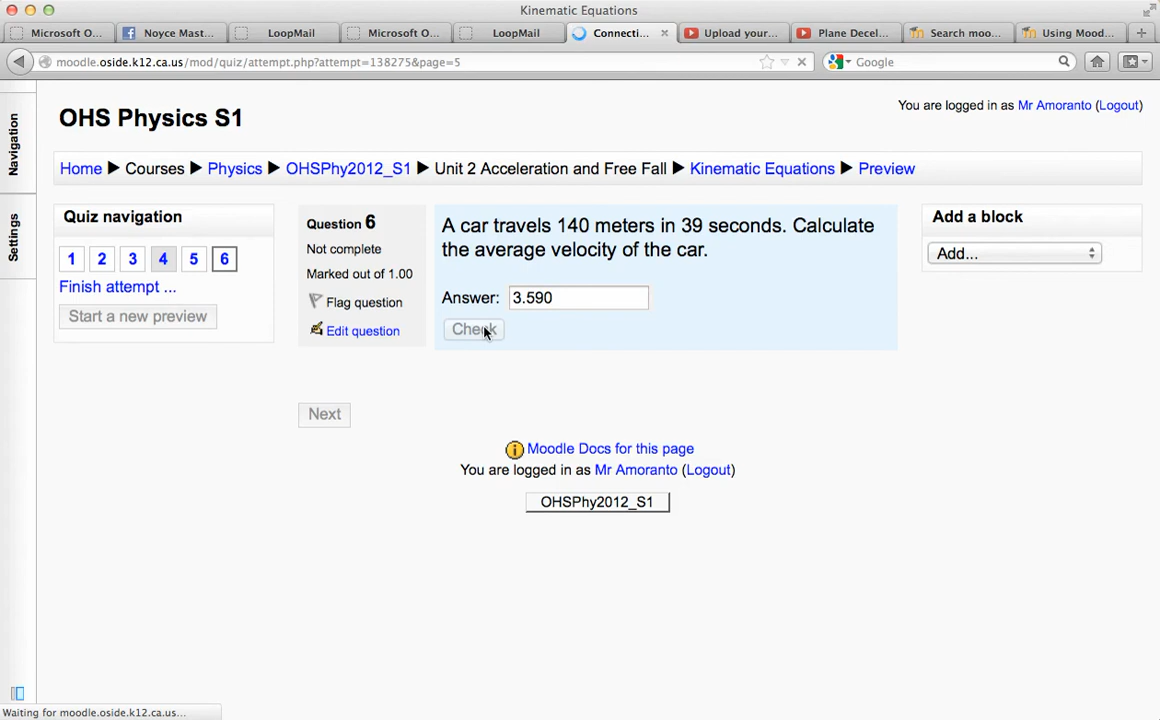 Kinematic Equations
Microsoft O...
Noyce Mast...
LoopMail
Microsoft O...
LoopMail
Connecti...
Upload your...
Plane Decel...
Search moo...
Using Mood...
moodle.oside.k12.ca.us/mod/quiz/attempt.php?attempt=138275&page=5
Google
Navigation
Settings
OHS Physics S1
You are logged in as Mr Amoranto (Logout)
Home ► Courses ► Physics ► OHSPhy2012_S1 ► Unit 2 Acceleration and Free Fall ► Kinematic Equations ► Preview
Quiz navigation
1 2 3 4 5 6
Finish attempt ...
Start a new preview
Question 6
Not complete
Marked out of 1.00
Flag question
Edit question
A car travels 140 meters in 39 seconds. Calculate
the average velocity of the car.
Answer: 3.590
Check
Add a block
Add...
Next
Moodle Docs for this page
You are logged in as Mr Amoranto (Logout)
OHSPhy2012_S1
Waiting for moodle.oside.k12.ca.us...